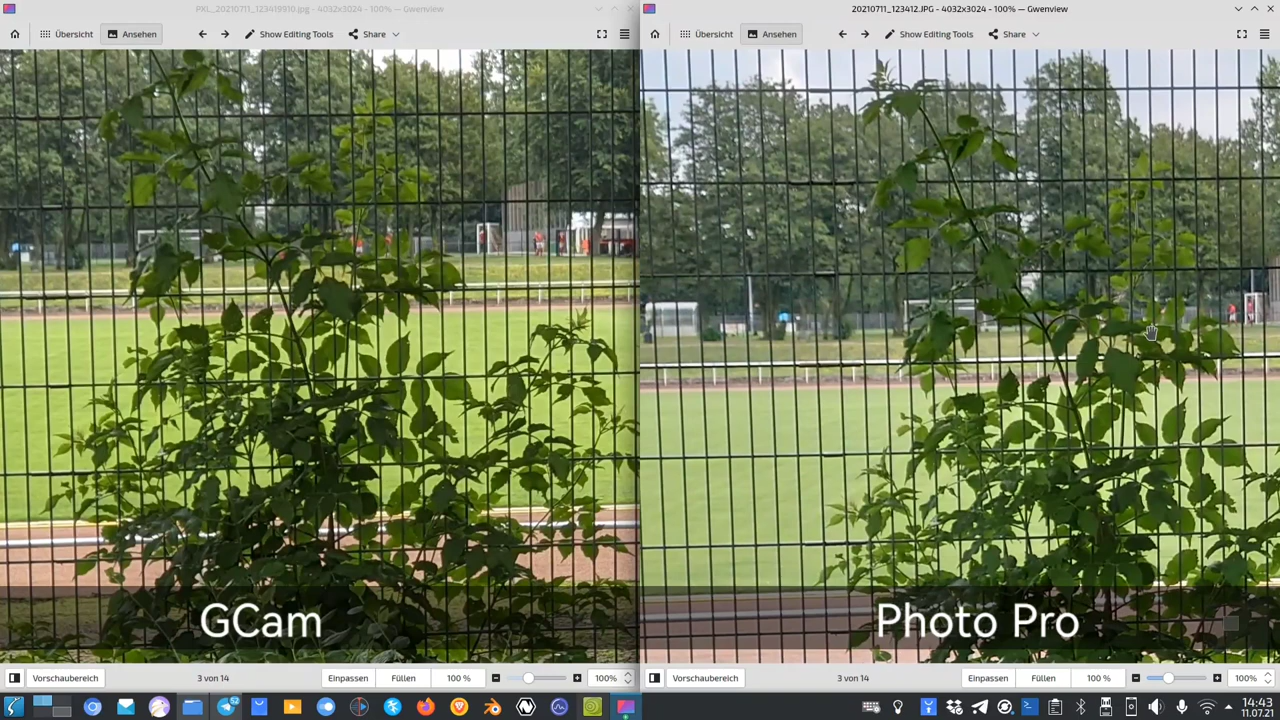 PXL_20210711_123419910.jpg - 4032x3024 - 100% — Gwenview
Übersicht Ansehen Show Editing Tools Share
20210711_123412.JPG - 4032x3024 - 100% — Gwenview
Übersicht Ansehen Show Editing Tools Share
GCam
Photo Pro
Vorschaubereich 3 von 14 Einpassen Füllen 100 % 100%
Vorschaubereich 3 von 14 Einpassen Füllen 100 % 100%
52
14:43
11.07.21